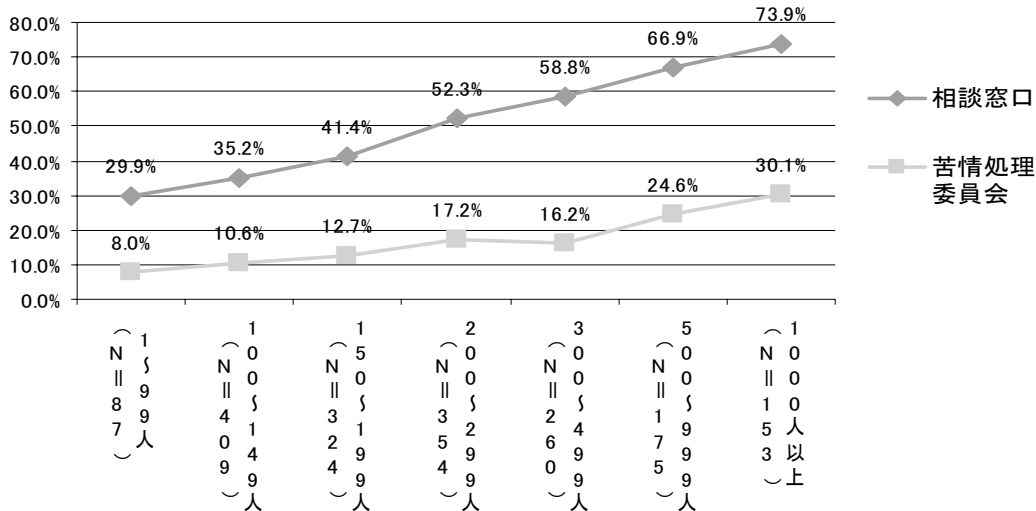 80.0%
70.0%
60.0%
50.0%
40.0%
30.0%
20.0%
10.0%
0.0%
29.9%
35.2%
41.4%
52.3%
58.8%
66.9%
73.9%
8.0%
10.6%
12.7%
17.2%
16.2%
24.6%
30.1%
1～99人
（N=87）
100～149人
（N=409）
150～199人
（N=324）
200～299人
（N=354）
300～499人
（N=260）
500～999人
（N=175）
1000人以上
（N=153）
相談窓口
苦情処理
委員会